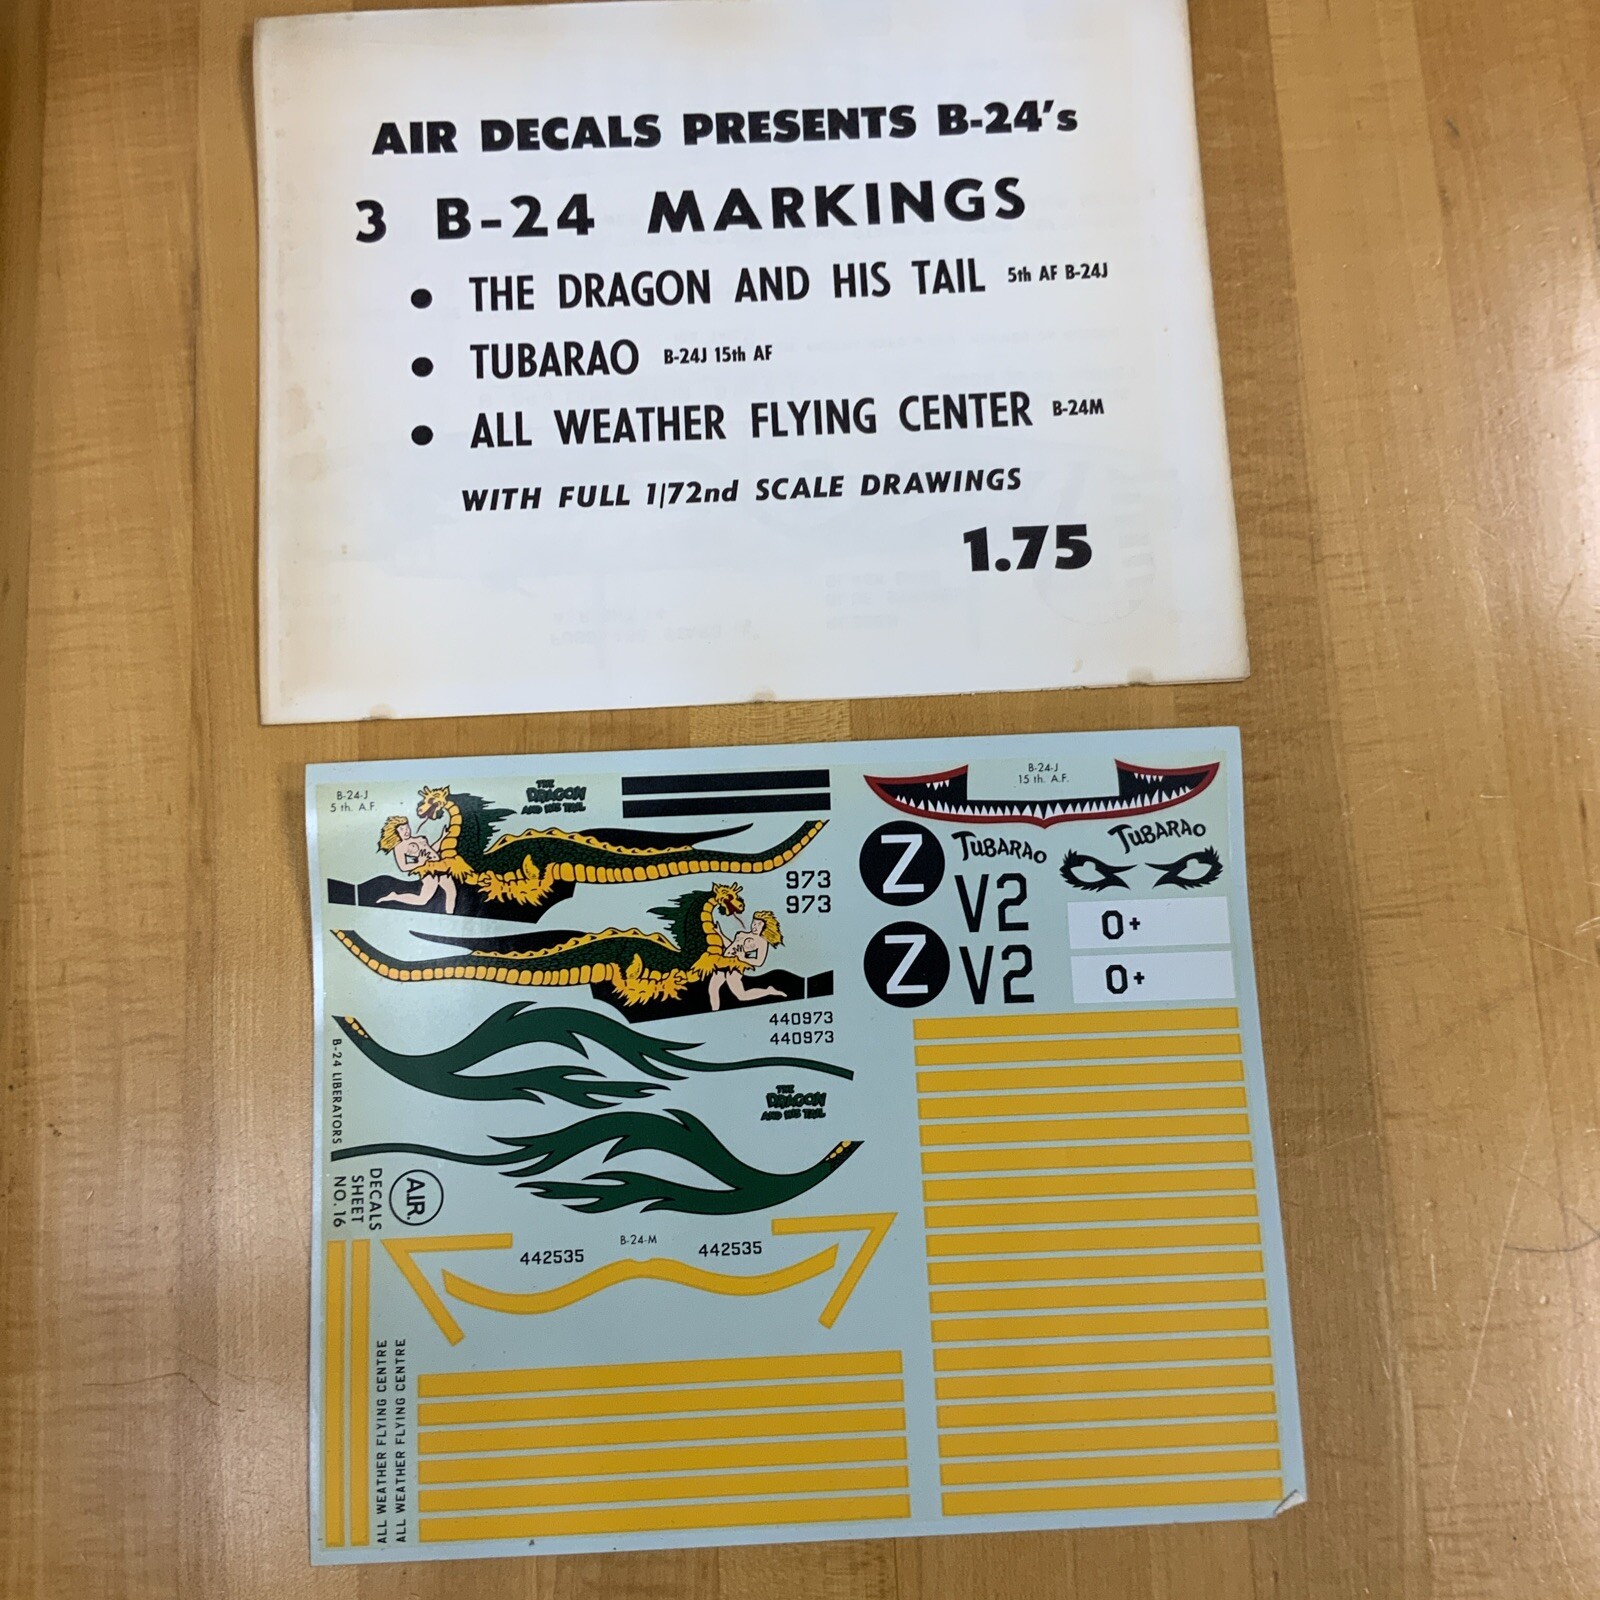 AIR DECALS PRESENTS B-24's
3 B-24 MARKINGS
• THE DRAGON AND HIS TAIL 5th AF B-24J
• TUBARAO B-24J 15th AF
• ALL WEATHER FLYING CENTER B-24M
WITH FULL 1/72nd SCALE DRAWINGS
1.75
B-24-J
5 th. A.F.
THE
DRAGON
AND HIS TAIL
973
973
440973
440973
THE
DRAGON
AND HIS TAIL
B-24 LIBERATORS
A.I.R.
DECALS
SHEET
NO. 16
B-24-M
442535
442535
ALL WEATHER FLYING CENTRE
ALL WEATHER FLYING CENTRE
B-24-J
15 th. A.F.
Z
TUBARAO
TUBARAO
V2
Z
V2
O+
O+